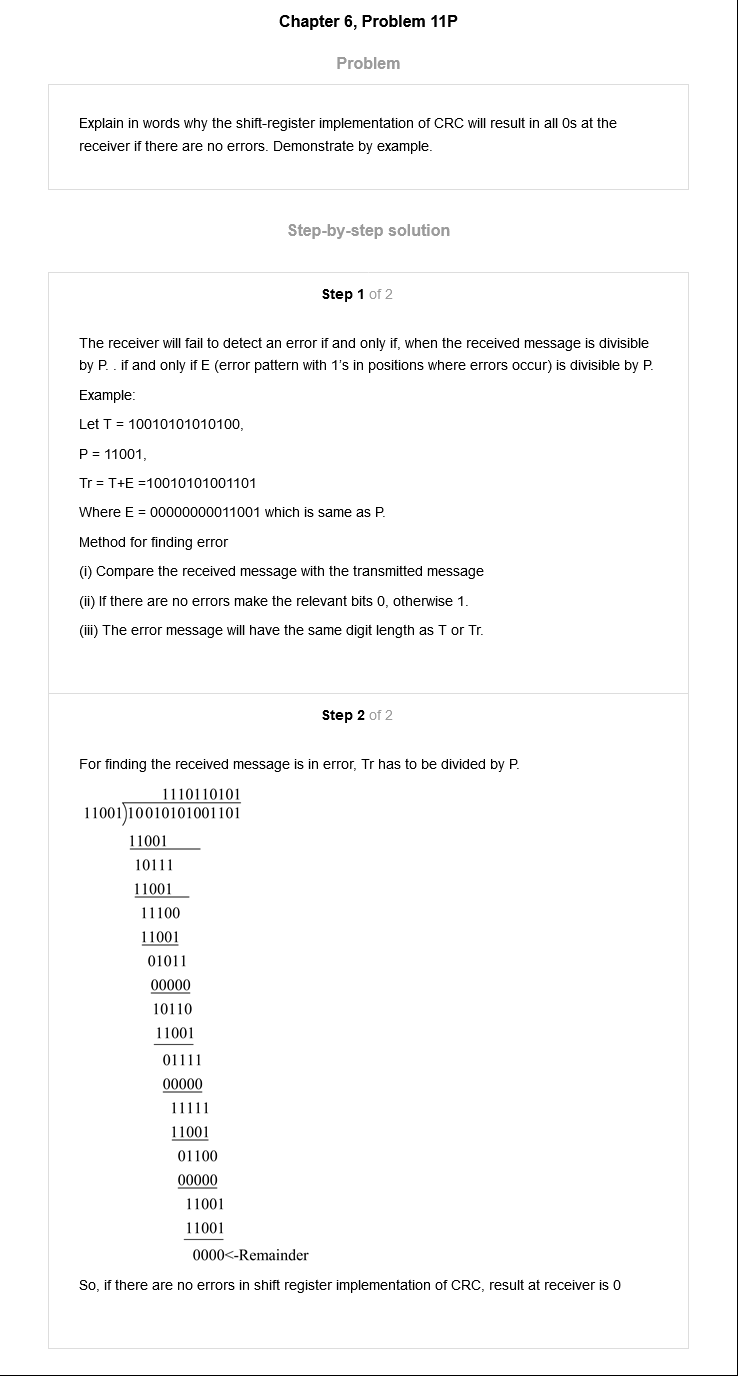 Chapter 6, Problem 11P
Problem
Explain in words why the shift-register implementation of CRC will result in all 0s at the
receiver if there are no errors. Demonstrate by example.
Step-by-step solution
Step 1 of 2
The receiver will fail to detect an error if and only if, when the received message is divisible
by P. . if and only if E (error pattern with 1's in positions where errors occur) is divisible by P.
Example:
Let T = 10010101010100,
P = 11001,
Tr = T+E =10010101001101
Where E = 00000000011001 which is same as P.
Method for finding error
(i) Compare the received message with the transmitted message
(ii) If there are no errors make the relevant bits 0, otherwise 1.
(iii) The error message will have the same digit length as T or Tr.
Step 2 of 2
For finding the received message is in error, Tr has to be divided by P.
1110110101
11001)10010101001101
11001
10111
11001
11100
11001
01011
00000
10110
11001
01111
00000
11111
11001
01100
00000
11001
11001
0000<-Remainder
So, if there are no errors in shift register implementation of CRC, result at receiver is 0